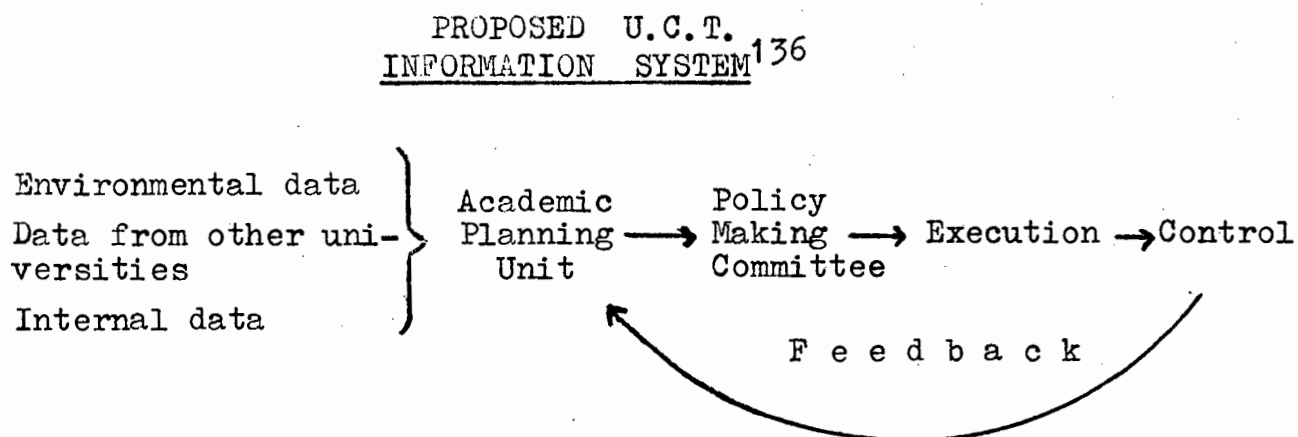 PROPOSED U.C.T.
INFORMATION SYSTEM136
Environmental data
Data from other uni-
versities
Internal data
Academic
Planning
Unit
Policy
Making
Committee
Execution
Control
Feedback